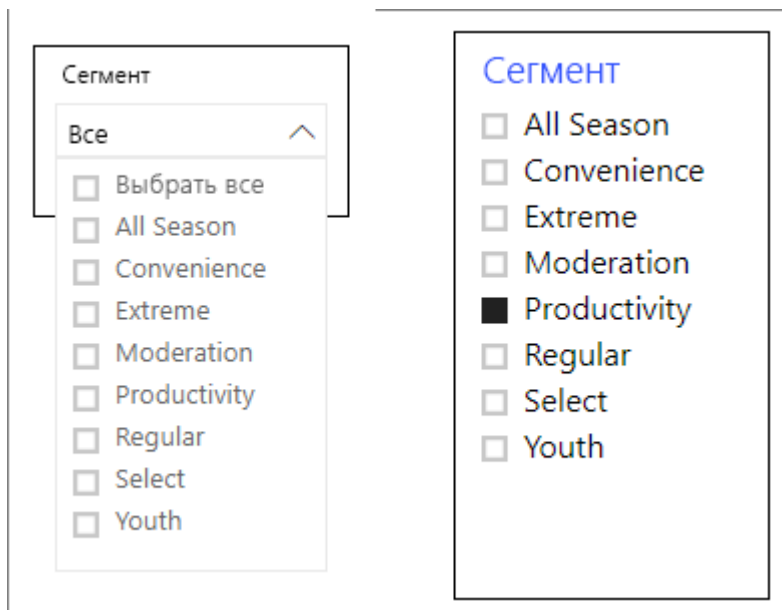 Сегмент
Все
Выбрать все
All Season
Convenience
Extreme
Moderation
Productivity
Regular
Select
Youth
Сегмент
All Season
Convenience
Extreme
Moderation
Productivity
Regular
Select
Youth